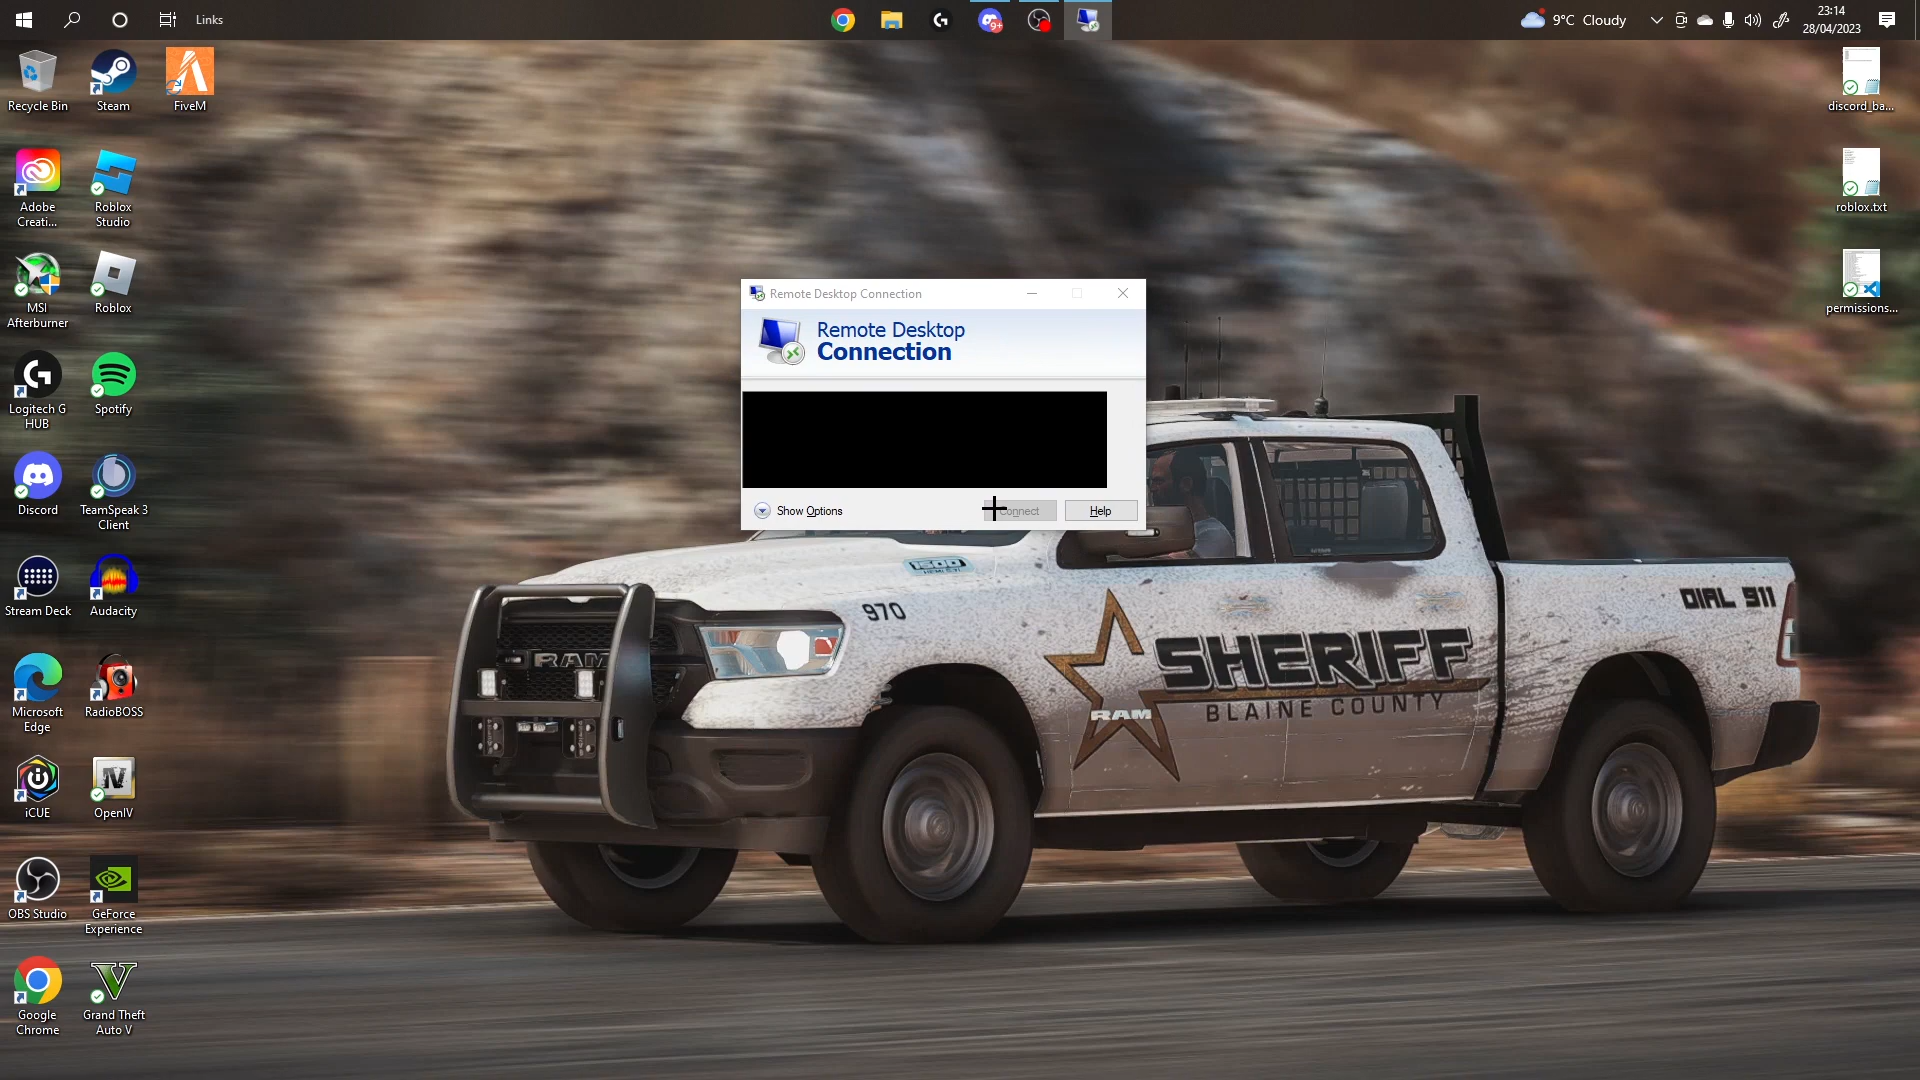 Links
9+
9°C Cloudy
23:14
28/04/2023
Recycle Bin
Steam
FiveM
discord_ba...
Adobe
Creati...
Roblox
Studio
roblox.txt
MSI
Afterburner
Roblox
permissions...
Remote Desktop Connection
Remote Desktop
Connection
Show Options
Connect
Help
Logitech G
HUB
Spotify
Discord
TeamSpeak 3
Client
Stream Deck
Audacity
Microsoft
Edge
RadioBOSS
iCUE
OpenIV
OBS Studio
GeForce
Experience
Google
Chrome
Grand Theft
Auto V
1500
970
DIAL 911
RAM
SHERIFF
RAM
BLAINE COUNTY